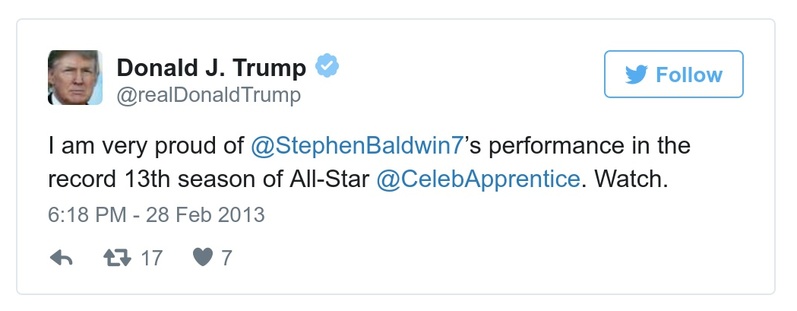 Donald J. Trump
@realDonaldTrump
Follow
I am very proud of @StephenBaldwin7’s performance in the
record 13th season of All-Star @CelebApprentice. Watch.
6:18 PM - 28 Feb 2013
17 7